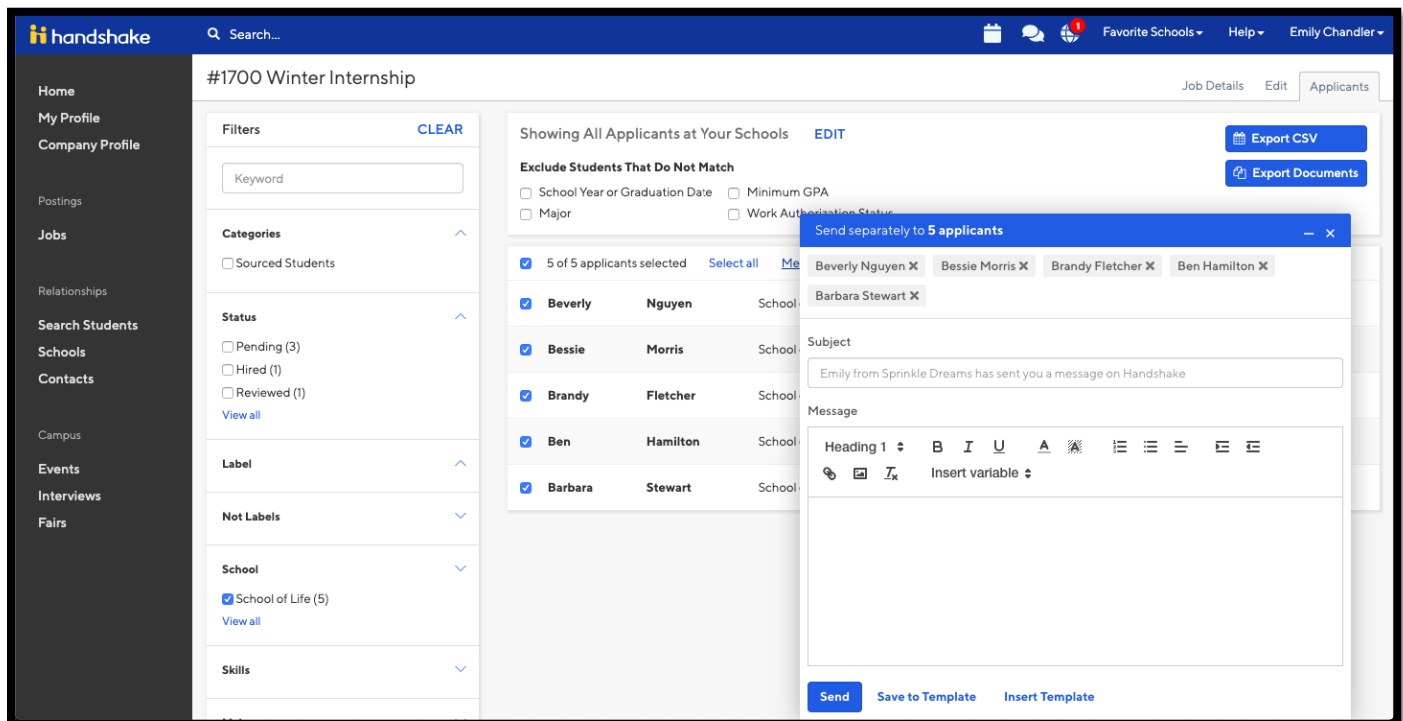 handshake
Search...
1
Favorite Schools
Help
Emily Chandler
Home
My Profile
Company Profile
Postings
Jobs
Relationships
Search Students
Schools
Contacts
Campus
Events
Interviews
Fairs
#1700 Winter Internship
Job Details Edit Applicants
Filters CLEAR
Keyword
Categories
Sourced Students
Status
Pending (3)
Hired (1)
Reviewed (1)
View all
Label
Not Labels
School
School of Life (5)
View all
Skills
Showing All Applicants at Your Schools EDIT
Export CSV
Export Documents
Exclude Students That Do Not Match
School Year or Graduation Date Minimum GPA
Major Work Authorization Status
5 of 5 applicants selected Select all Me
Beverly Nguyen School
Bessie Morris School
Brandy Fletcher School
Ben Hamilton School
Barbara Stewart School
Send separately to 5 applicants
Beverly Nguyen Bessie Morris Brandy Fletcher Ben Hamilton
Barbara Stewart
Subject
Emily from Sprinkle Dreams has sent you a message on Handshake
Message
Heading 1 B I U A A
Tx Insert variable
Send Save to Template Insert Template